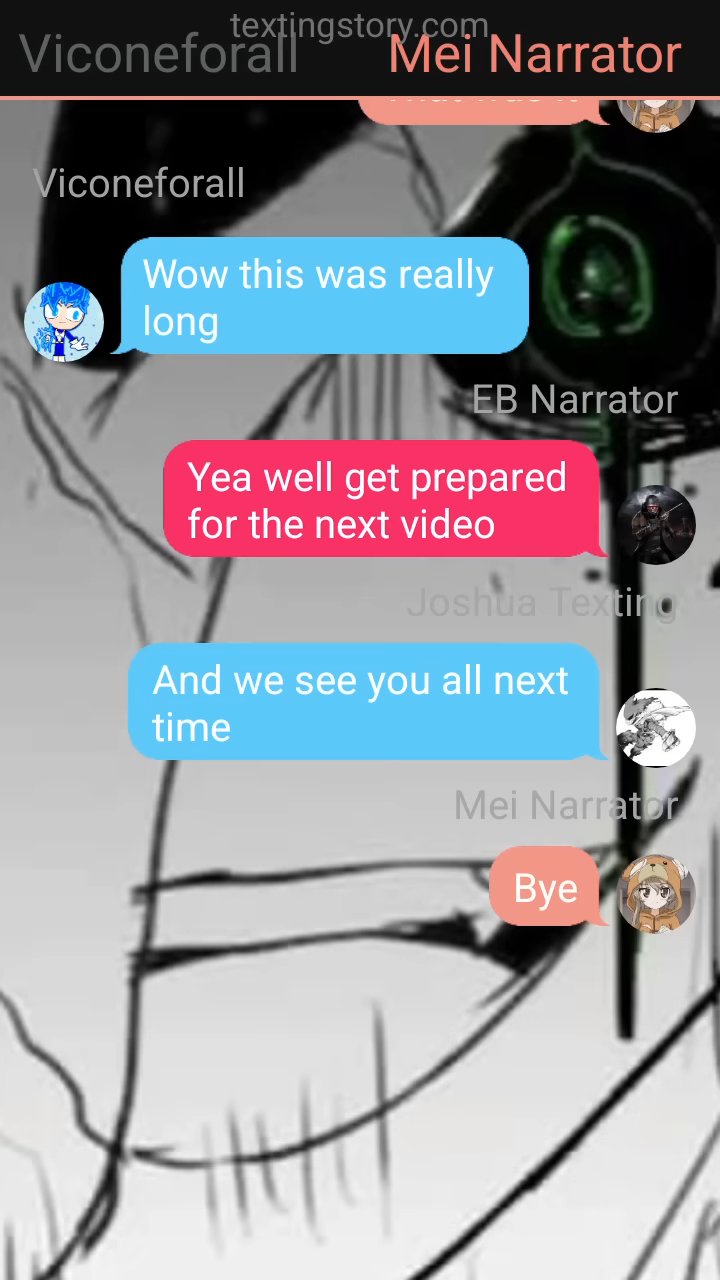 textingstory.com
Viconeforall Mei Narrator
Viconeforall
Wow this was really
long
EB Narrator
Yea well get prepared
for the next video
Joshua Texting
And we see you all next
time
Mei Narrator
Bye